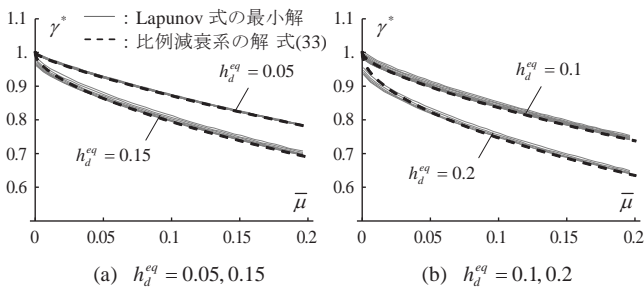 1.1 γ* ：Lapunov 式の最小解 1.1 γ*
：比例減衰系の解 式(33)
1. 1.
0.9 0.9
0.8 0.8
0.7 0.7
0.6 0.6
h_d^{eq} = 0.05 h_d^{eq} = 0.1
h_d^{eq} = 0.15 h_d^{eq} = 0.2
μ̅ μ̅
0 0.05 0.1 0.15 0.2 0 0.05 0.1 0.15 0.2
(a) h_d^{eq} = 0.05, 0.15 (b) h_d^{eq} = 0.1, 0.2